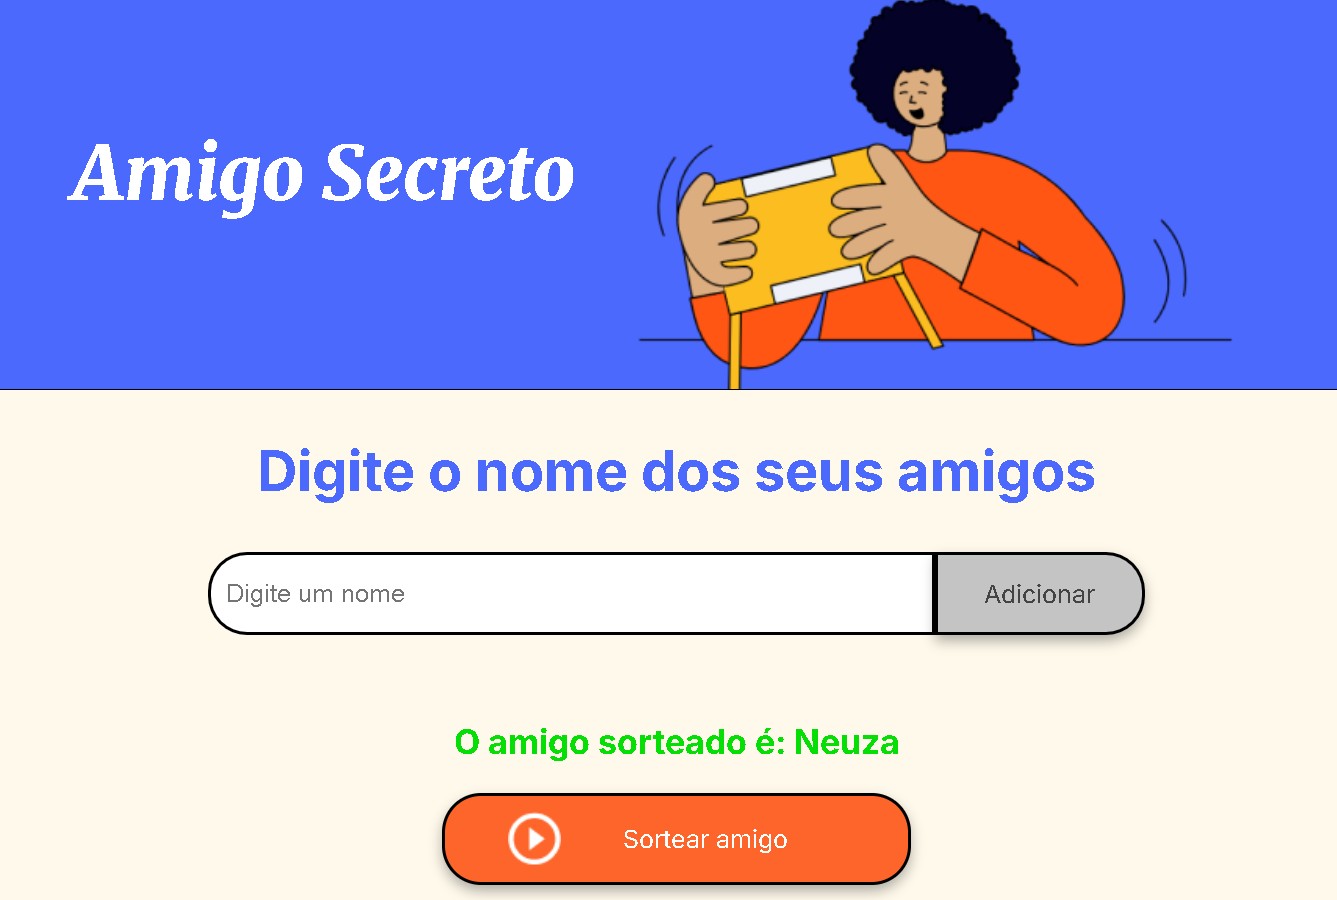 Amigo Secreto
Digite o nome dos seus amigos
Digite um nome
Adicionar
O amigo sorteado é: Neuza
Sortear amigo